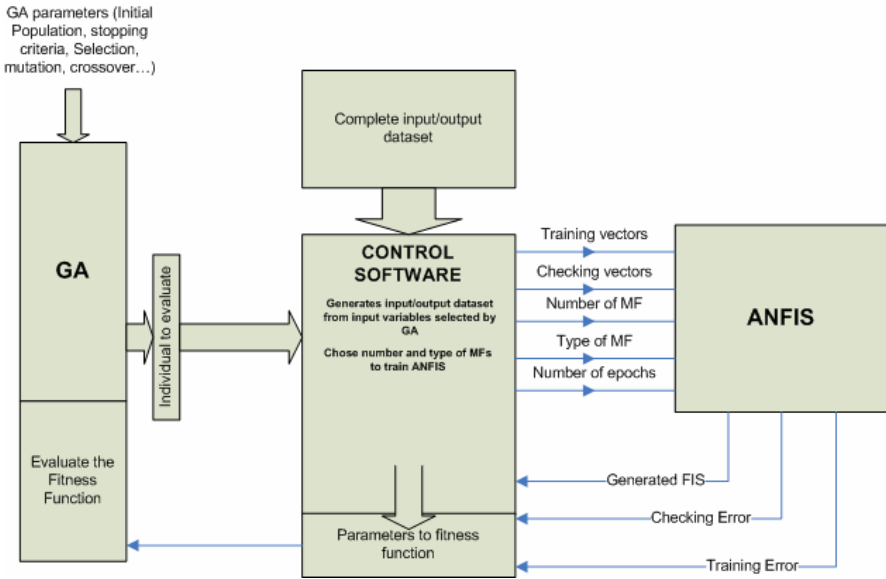 GA parameters (Initial
Population, stopping
criteria, Selection,
mutation, crossover…)
Complete input/output
dataset
GA
Individual to evaluate
CONTROL
SOFTWARE
Generates input/output dataset
from input variables selected by
GA
Chose number and type of MFs
to train ANFIS
Training vectors
Checking vectors
Number of MF
Type of MF
Number of epochs
ANFIS
Evaluate the
Fitness
Function
Parameters to fitness
function
Generated FIS
Checking Error
Training Error